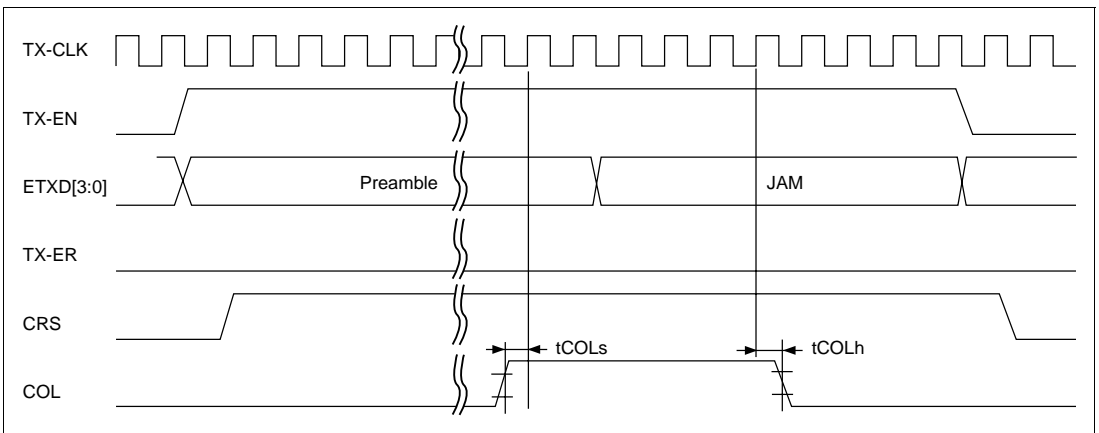 TX-CLK
TX-EN
ETXD[3:0]
Preamble
JAM
TX-ER
CRS
tCOLs
tCOLh
COL